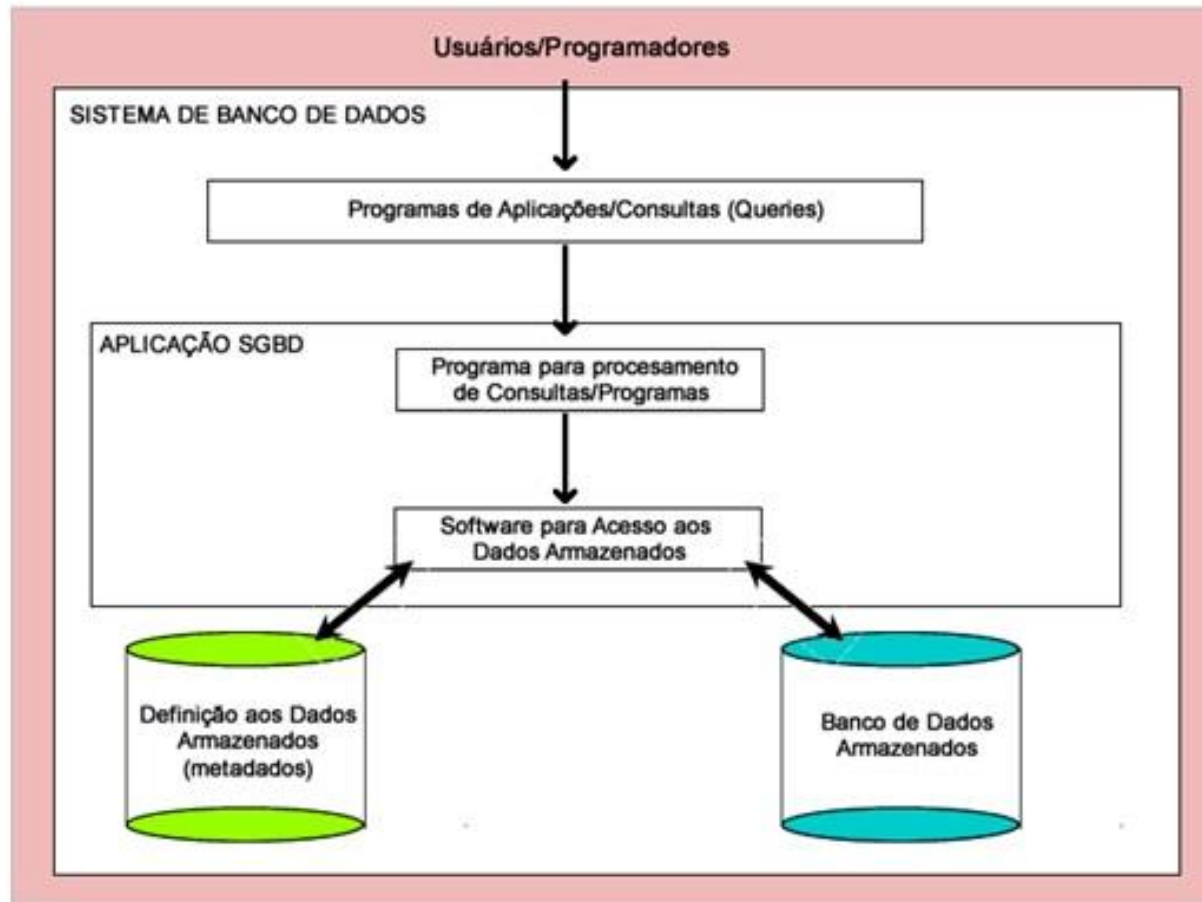 Usuários/Programadores
SISTEMA DE BANCO DE DADOS
Programas de Aplicações/Consultas (Queries)
APLICAÇÃO SGBD
Programa para procesamento
de Consultas/Programas
Software para Acesso aos
Dados Armazenados
Definição aos Dados
Armazenados
(metadados)
Banco de Dados
Armazenados